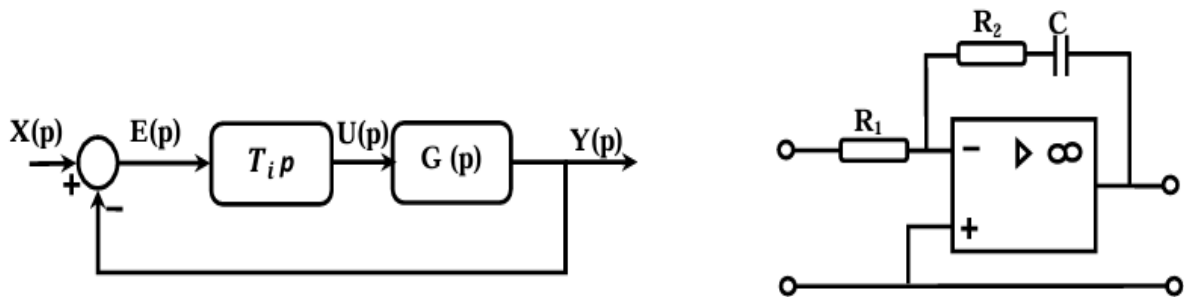 X(p)
E(p)
T_i p
U(p)
G (p)
Y(p)
+
−
R₁
R₂
C
−
▷ ∞
+